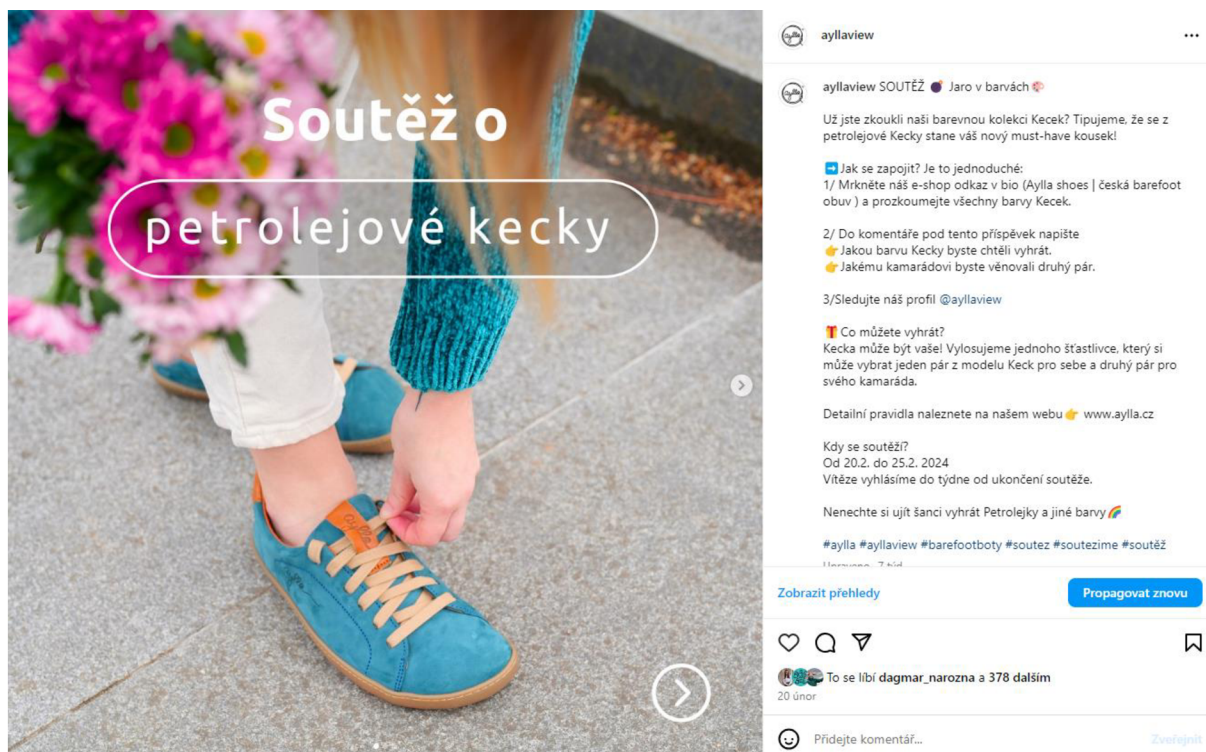 Soutěž o
petrolejové kecky
aylla
ayllaview
ayllaview SOUTĚŽ 💣 Jaro v barvách🌸
Už jste zkoukli naši barevnou kolekci Kecek? Tipujeme, že se z
petrolejové Kecky stane váš nový must-have kousek!
➡️Jak se zapojit? Je to jednoduché:
1/ Mrkněte náš e-shop odkaz v bio (Aylla shoes | česká barefoot
obuv ) a prozkoumejte všechny barvy Kecek.
2/ Do komentáře pod tento příspěvek napište
👉Jakou barvu Kecky byste chtěli vyhrát.
👉Jakému kamarádovi byste věnovali druhý pár.
3/Sledujte náš profil @ayllaview
🎁Co můžete vyhrát?
Kecka může být vaše! Vylosujeme jednoho šťastlivce, který si
může vybrat jeden pár z modelu Keck pro sebe a druhý pár pro
svého kamaráda.
Detailní pravidla naleznete na našem webu👉 www.aylla.cz
Kdy se soutěží?
Od 20.2. do 25.2. 2024
Vítěze vyhlásíme do týdne od ukončení soutěže.
Nenechte si ujít šanci vyhrát Petrolejky a jiné barvy🌈
#aylla #ayllaview #barefootboty #soutez #soutezime #soutěž
Upraveno · 7 týd.
Zobrazit přehledy
Propagovat znovu
To se líbí dagmar_narozna a 378 dalším
20 únor
Přidejte komentář...
Zveřejnit